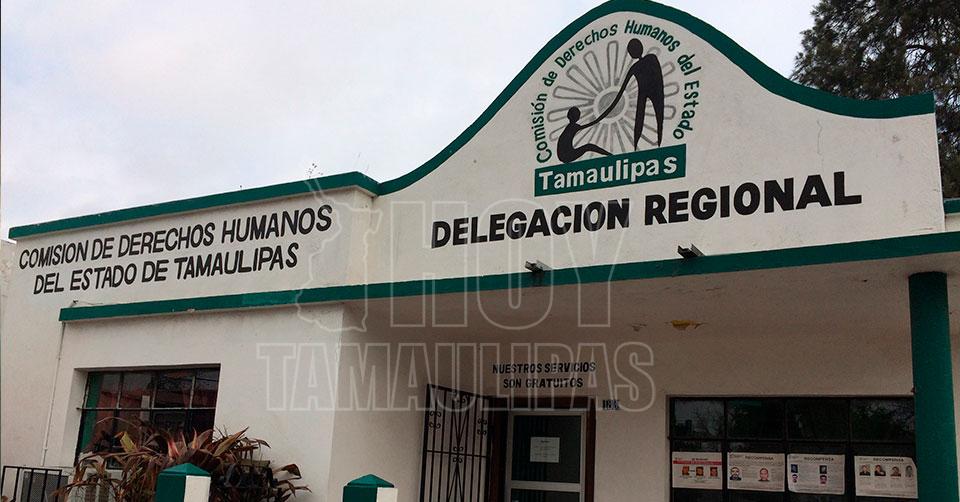 Comisión de Derechos Humanos del Estado
Tamaulipas
DELEGACION REGIONAL
COMISION DE DERECHOS HUMANOS
DEL ESTADO DE TAMAULIPAS
HOY
TAMAULIPAS
NUESTROS SERVICIOS
SON GRATUITOS
RECOMPENSA
RECOMPENSA
RECOMPENSA